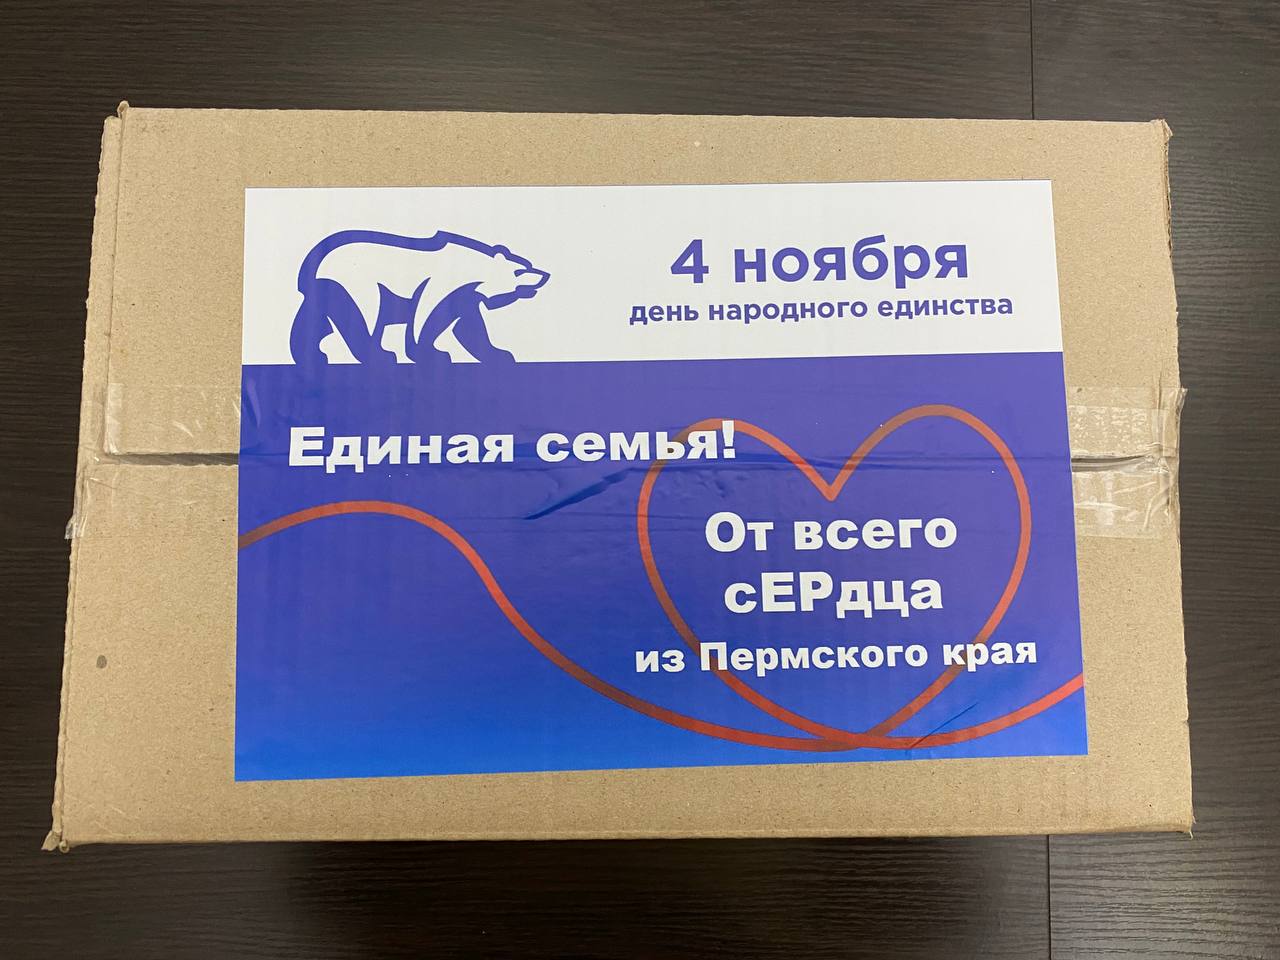 4 ноября
день народного единства
Единая семья!
От всего
сЕРдца
из Пермского края